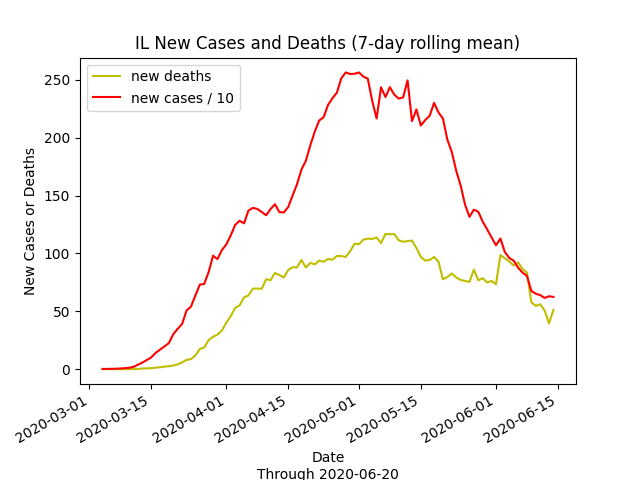 IL New Cases and Deaths (7-day rolling mean)
new deaths
new cases / 10
New Cases or Deaths
250
200
150
100
50
0
2020-03-01
2020-03-15
2020-04-01
2020-04-15
2020-05-01
2020-05-15
2020-06-01
2020-06-15
Date
Through 2020-06-20